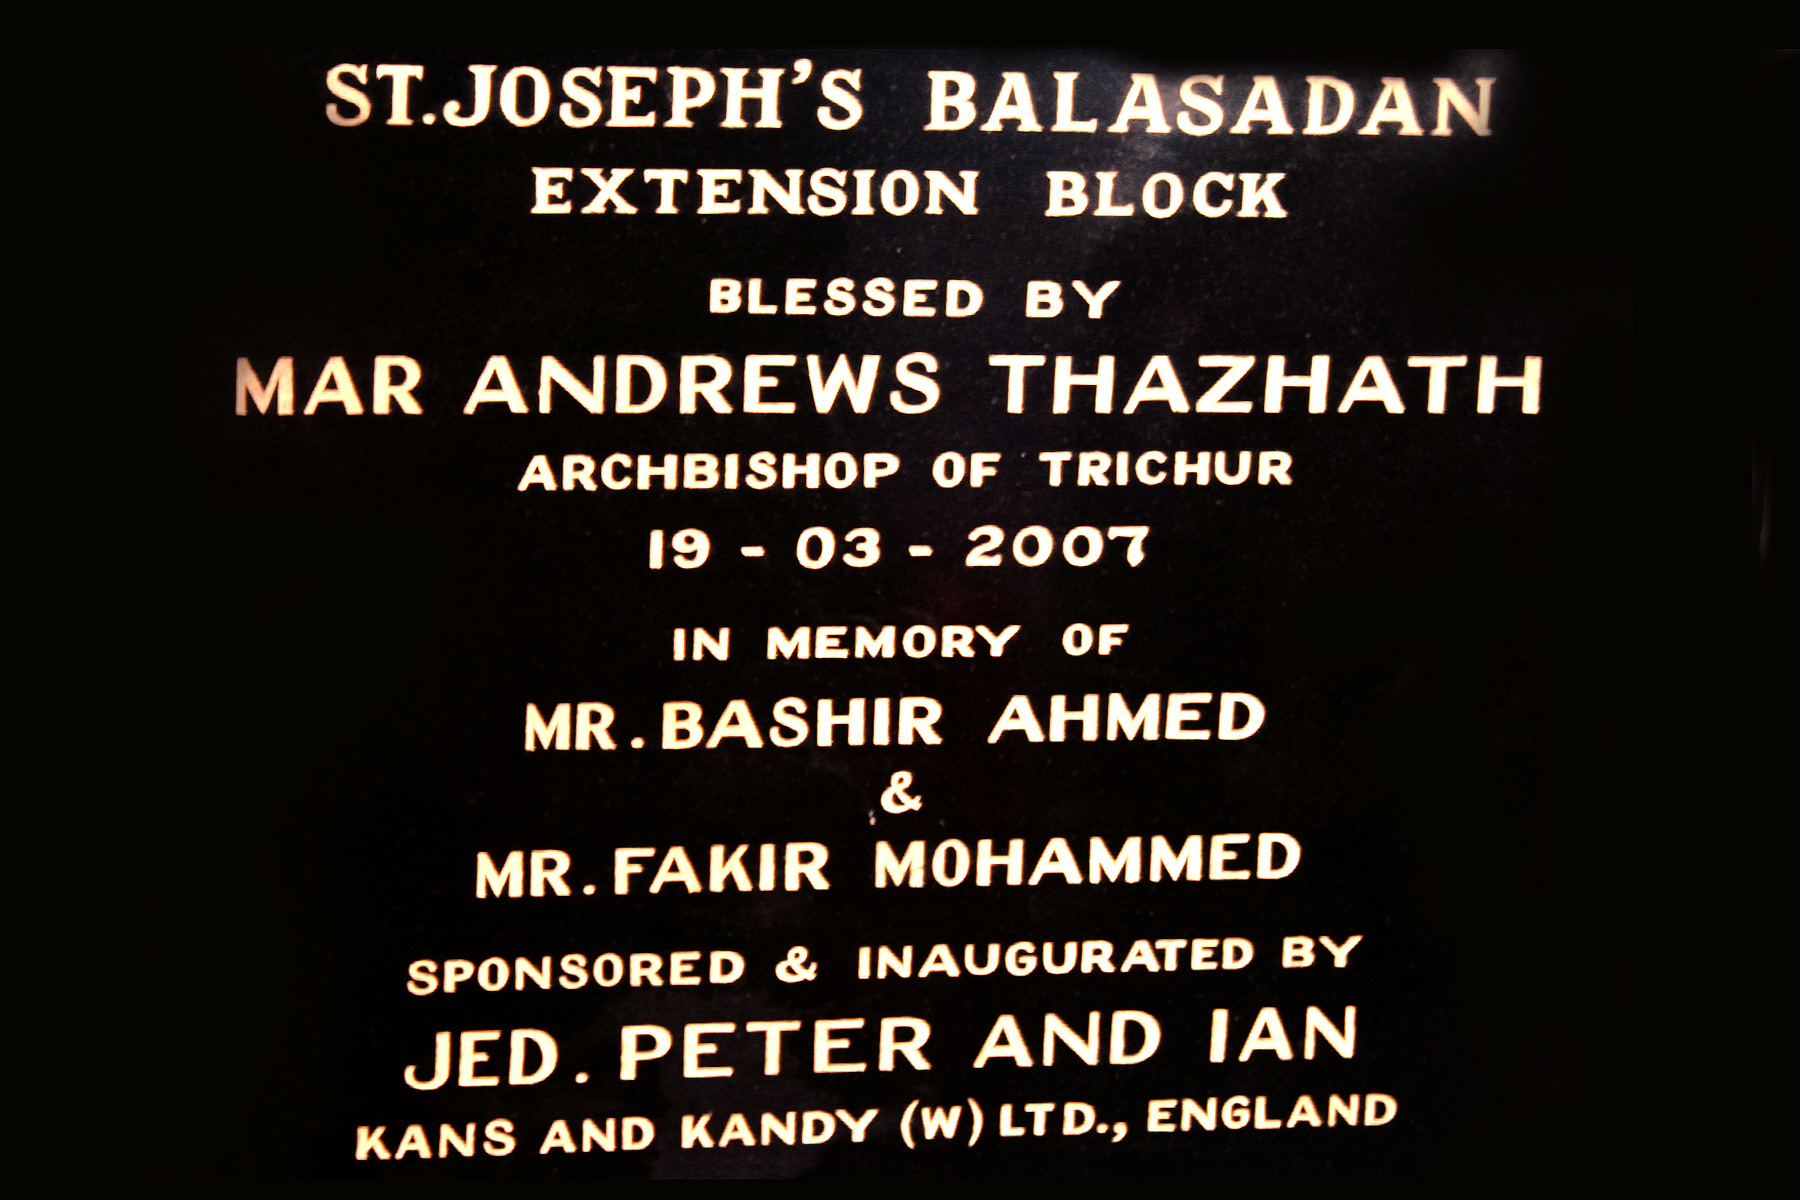 ST.JOSEPH'S BALASADAN
EXTENSION BLOCK
BLESSED BY
MAR ANDREWS THAZHATH
ARCHBISHOP OF TRICHUR
19 - 03 - 2007
IN MEMORY OF
MR. BASHIR AHMED
&
MR. FAKIR MOHAMMED
SPONSORED & INAUGURATED BY
JED. PETER AND IAN
KANS AND KANDY (W) LTD., ENGLAND